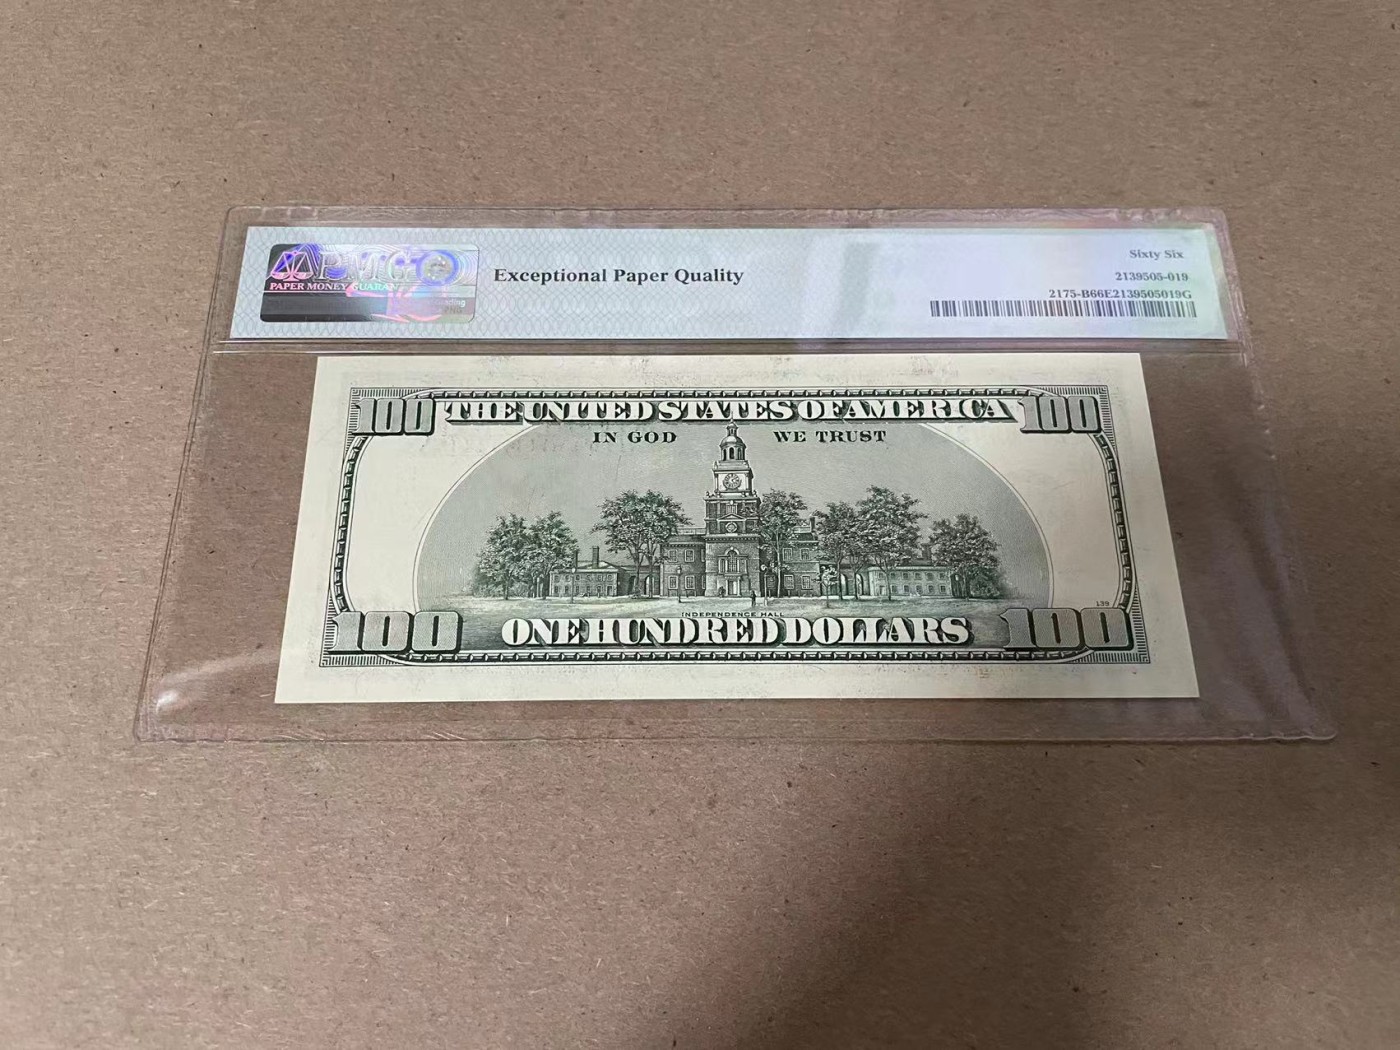 PMG
PAPER MONEY GUARAN
Exceptional Paper Quality
Sixty Six
2139505-019
2175-B66E2139505019G
100 THE UNITED STATES OF AMERICA 100
IN GOD WE TRUST
139
INDEPENDENCE HALL
100 ONE HUNDRED DOLLARS 100